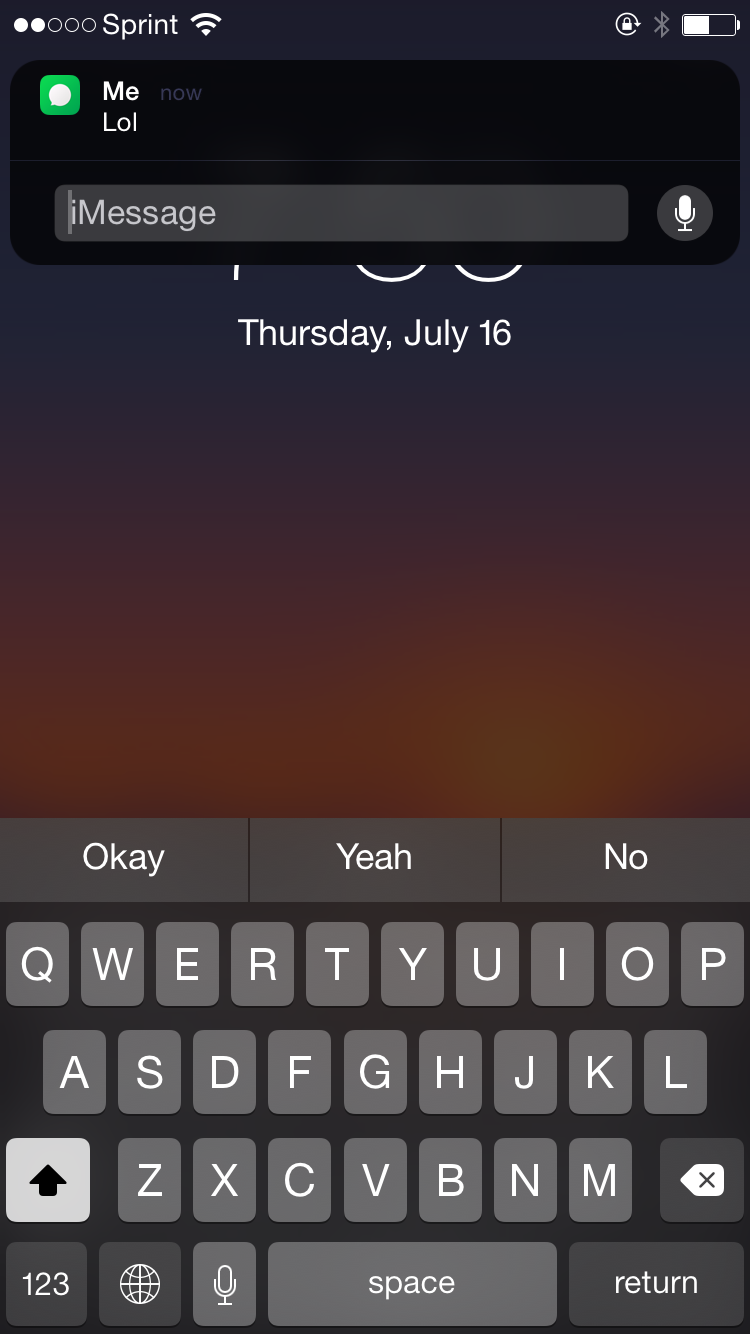 Sprint
Me now
Lol
iMessage
Thursday, July 16
Okay Yeah No
Q W E R T Y U I O P
A S D F G H J K L
Z X C V B N M
123 space return